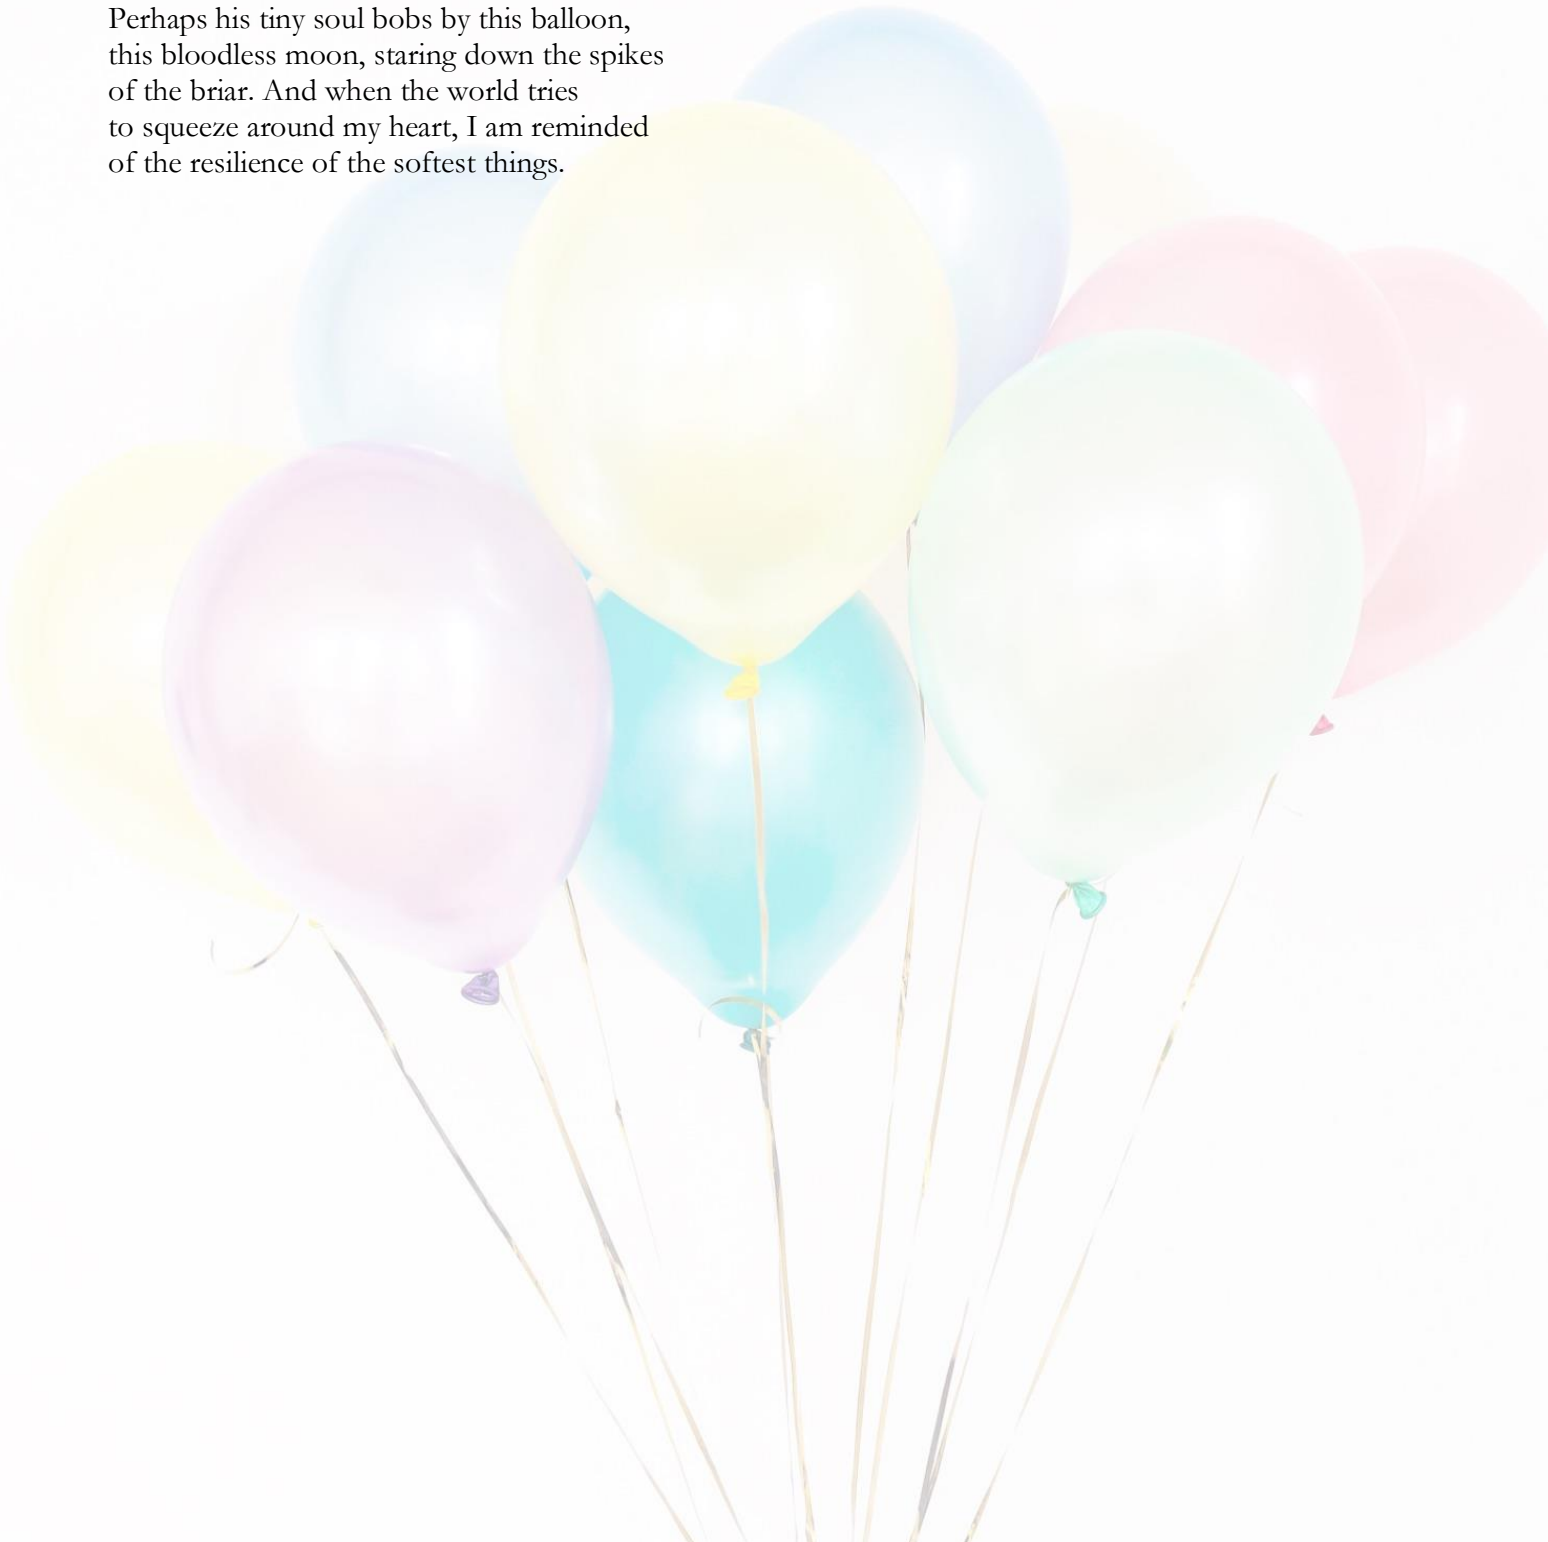 Perhaps his tiny soul bobs by this balloon,
this bloodless moon, staring down the spikes
of the briar. And when the world tries
to squeeze around my heart, I am reminded
of the resilience of the softest things.